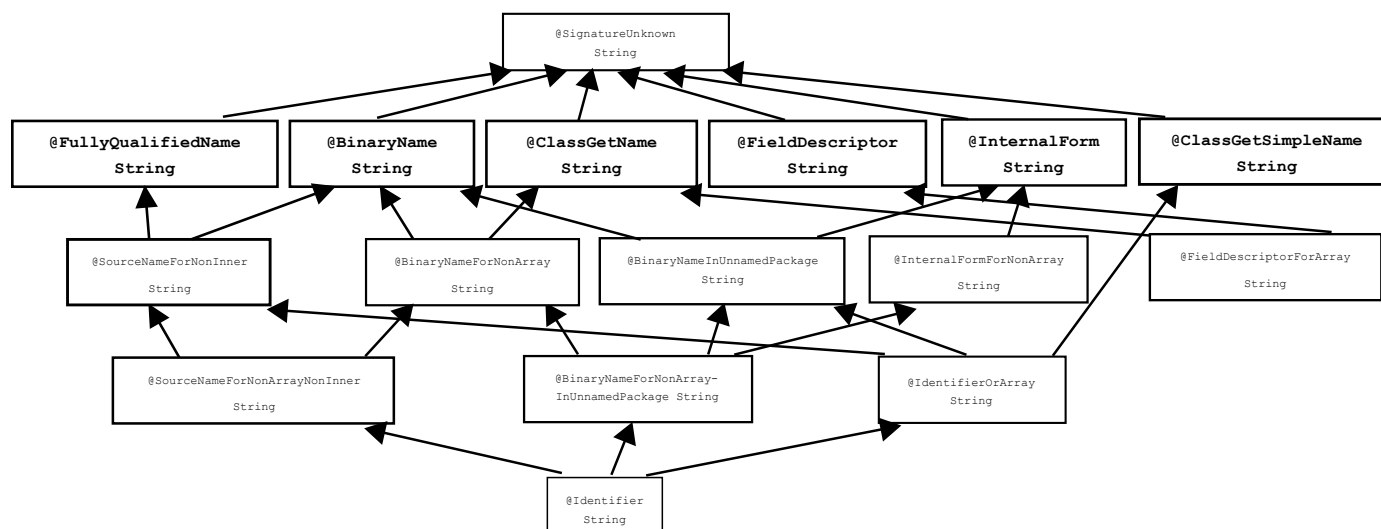 @SignatureUnknown
String
@FullyQualifiedName
String
@BinaryName
String
@ClassGetName
String
@FieldDescriptor
String
@InternalForm
String
@ClassGetSimpleName
String
@SourceNameForNonInner
String
@BinaryNameForNonArray
String
@BinaryNameInUnnamedPackage
String
@InternalFormForNonArray
String
@FieldDescriptorForArray
String
@SourceNameForNonArrayNonInner
String
@BinaryNameForNonArray-
InUnnamedPackage String
@IdentifierOrArray
String
@Identifier
String